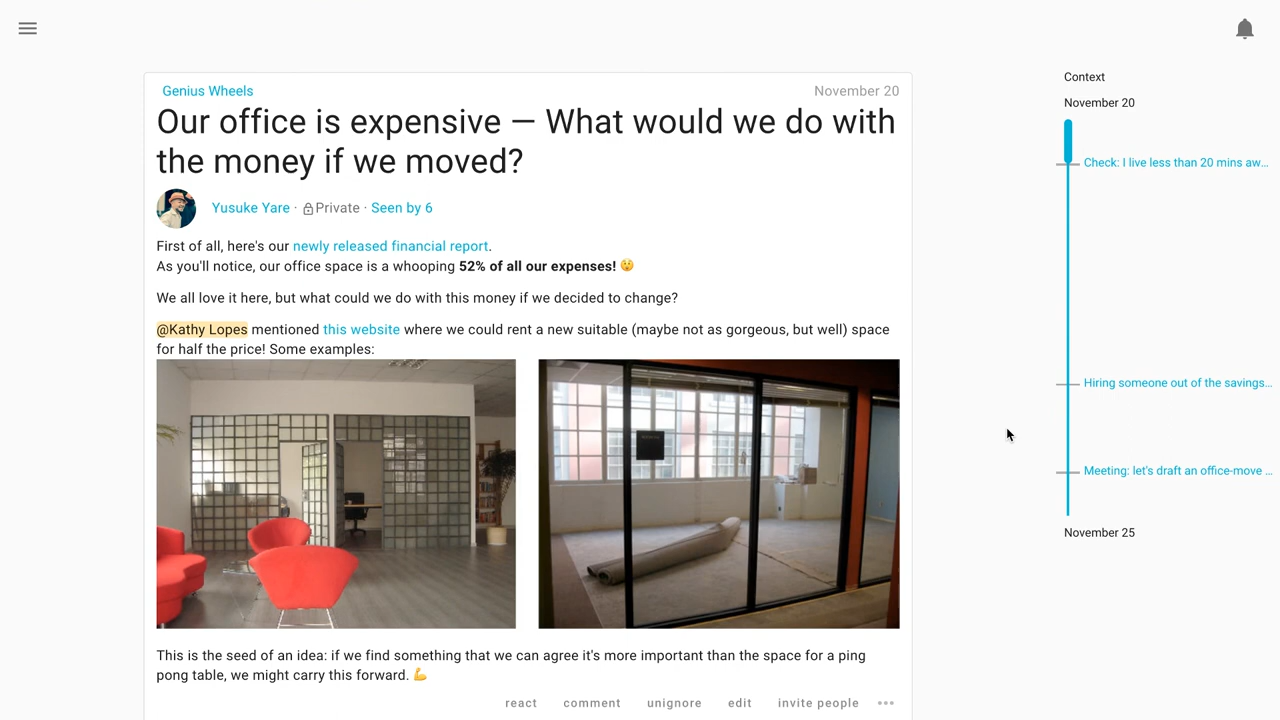 Genius Wheels
November 20
Our office is expensive — What would we do with
the money if we moved?
Yusuke Yare · Private · Seen by 6
First of all, here's our newly released financial report.
As you'll notice, our office space is a whooping 52% of all our expenses! 😲
We all love it here, but what could we do with this money if we decided to change?
@Kathy Lopes mentioned this website where we could rent a new suitable (maybe not as gorgeous, but well) space
for half the price! Some examples:
This is the seed of an idea: if we find something that we can agree it's more important than the space for a ping
pong table, we might carry this forward. 💪
react comment unignore edit invite people
Context
November 20
Check: I live less than 20 mins aw…
Hiring someone out of the savings…
Meeting: let's draft an office-move …
November 25